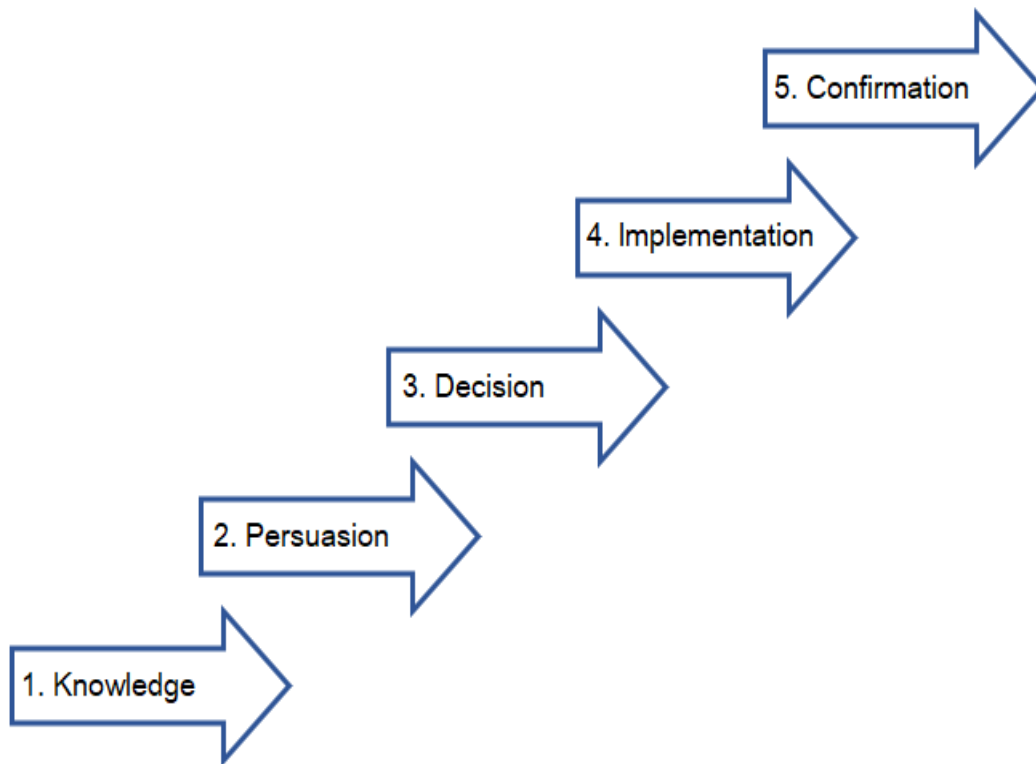 5. Confirmation
4. Implementation
3. Decision
2. Persuasion
1. Knowledge